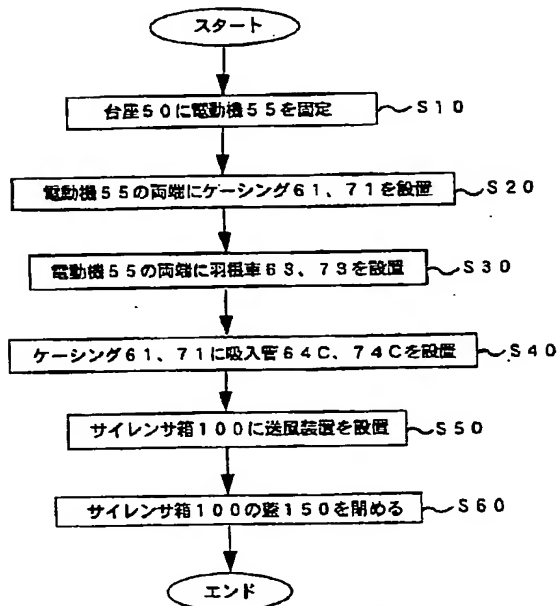 スタート
台座50に電動機55を固定 S10
電動機55の両端にケーシング61、71を設置 S20
電動機55の両端に羽根車63、73を設置 S30
ケーシング61、71に吸入管64C、74Cを設置 S40
サイレンサ箱100に送風装置を設置 S50
サイレンサ箱100の蓋150を閉める S60
エンド